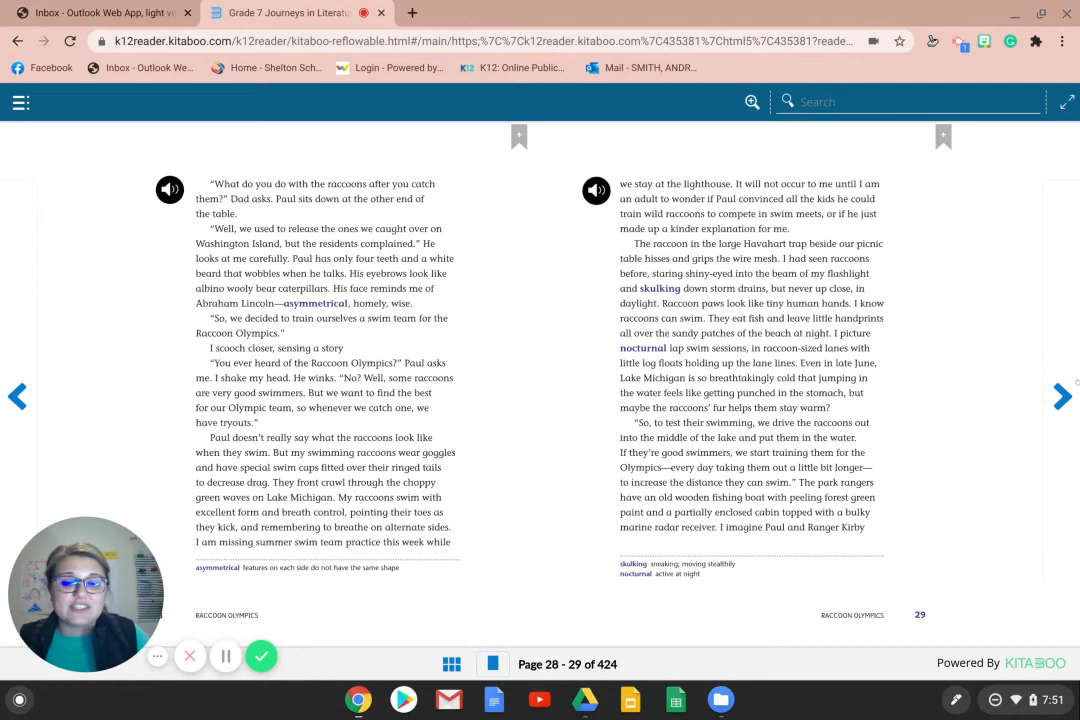 Inbox - Outlook Web App, light ve
Grade 7 Journeys in Literatu
k12reader.kitaboo.com/k12reader/kitaboo-reflowable.html#/main/https;%7C%7Ck12reader.kitaboo.com%7C435381%7Chtml5%7C435381?reade...
Facebook
Inbox - Outlook We...
Home - Shelton Sch...
Login - Powered by...
K12: Online Public...
Mail - SMITH, ANDR...
Search
“What do you do with the raccoons after you catch
them?” Dad asks. Paul sits down at the other end of
the table.
“Well, we used to release the ones we caught over on
Washington Island, but the residents complained.” He
looks at me carefully. Paul has only four teeth and a white
beard that wobbles when he talks. His eyebrows look like
albino wooly bear caterpillars. His face reminds me of
Abraham Lincoln—asymmetrical, homely, wise.
“So, we decided to train ourselves a swim team for the
Raccoon Olympics.”
I scooch closer, sensing a story
“You ever heard of the Raccoon Olympics?” Paul asks
me. I shake my head. He winks. “No? Well, some raccoons
are very good swimmers. But we want to find the best
for our Olympic team, so whenever we catch one, we
have tryouts.”
Paul doesn’t really say what the raccoons look like
when they swim. But my swimming raccoons wear goggles
and have special swim caps fitted over their ringed tails
to decrease drag. They front crawl through the choppy
green waves on Lake Michigan. My raccoons swim with
excellent form and breath control, pointing their toes as
they kick, and remembering to breathe on alternate sides.
I am missing summer swim team practice this week while
asymmetrical features on each side do not have the same shape
RACCOON OLYMPICS
we stay at the lighthouse. It will not occur to me until I am
an adult to wonder if Paul convinced all the kids he could
train wild raccoons to compete in swim meets, or if he just
made up a kinder explanation for me.
The raccoon in the large Havahart trap beside our picnic
table hisses and grips the wire mesh. I had seen raccoons
before, staring shiny-eyed into the beam of my flashlight
and skulking down storm drains, but never up close, in
daylight. Raccoon paws look like tiny human hands. I know
raccoons can swim. They eat fish and leave little handprints
all over the sandy patches of the beach at night. I picture
nocturnal lap swim sessions, in raccoon-sized lanes with
little log floats holding up the lane lines. Even in late June,
Lake Michigan is so breathtakingly cold that jumping in
the water feels like getting punched in the stomach, but
maybe the raccoons’ fur helps them stay warm?
“So, to test their swimming, we drive the raccoons out
into the middle of the lake and put them in the water.
If they’re good swimmers, we start training them for the
Olympics—every day taking them out a little bit longer—
to increase the distance they can swim.” The park rangers
have an old wooden fishing boat with peeling forest green
paint and a partially enclosed cabin topped with a bulky
marine radar receiver. I imagine Paul and Ranger Kirby
skulking sneaking; moving stealthily
nocturnal active at night
RACCOON OLYMPICS 29
Page 28 - 29 of 424
Powered By KITABOO
7:51